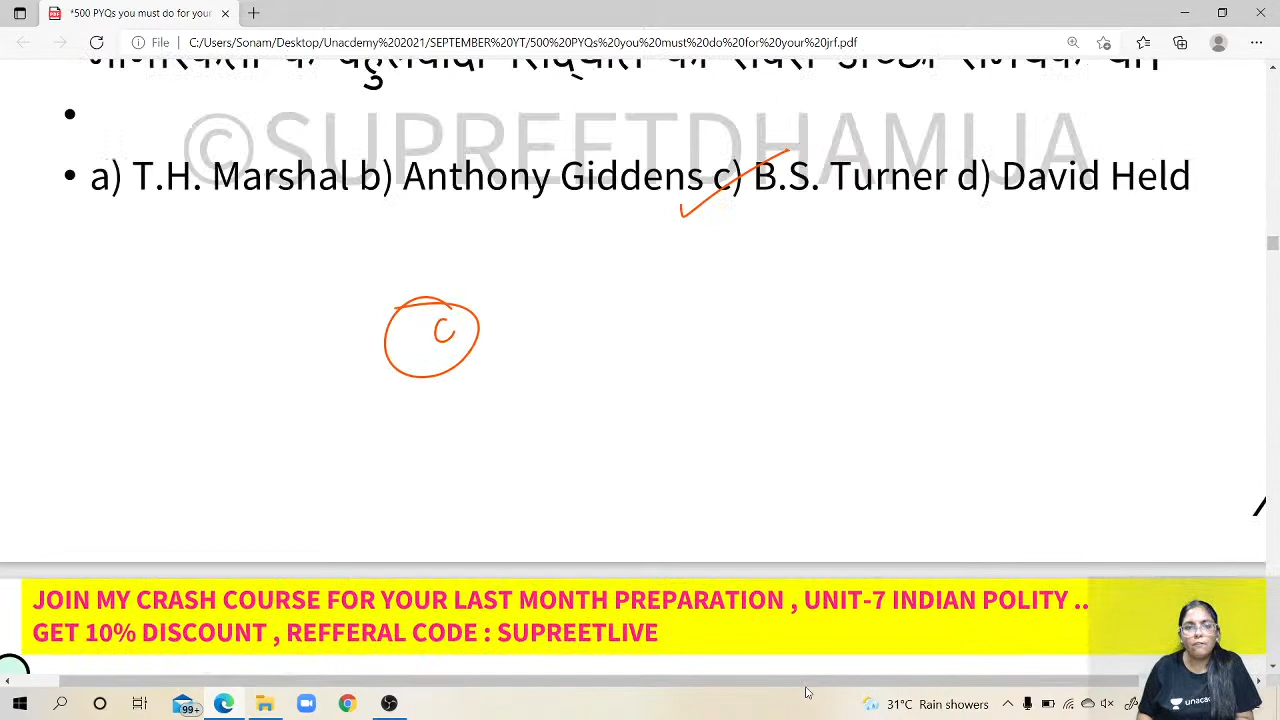 *500 PYQs you must do for your
File C:/Users/Sonam/Desktop/Unacdemy%202021/SEPTEMBER%20YT/500%20PYQs%20you%20must%20do%20for%20your%20jrf.pdf
©SUPREETDHAMIJA
• a) T.H. Marshal b) Anthony Giddens c) B.S. Turner d) David Held
C
JOIN MY CRASH COURSE FOR YOUR LAST MONTH PREPARATION , UNIT-7 INDIAN POLITY ..
GET 10% DISCOUNT , REFFERAL CODE : SUPREETLIVE
99+ 31°C Rain showers